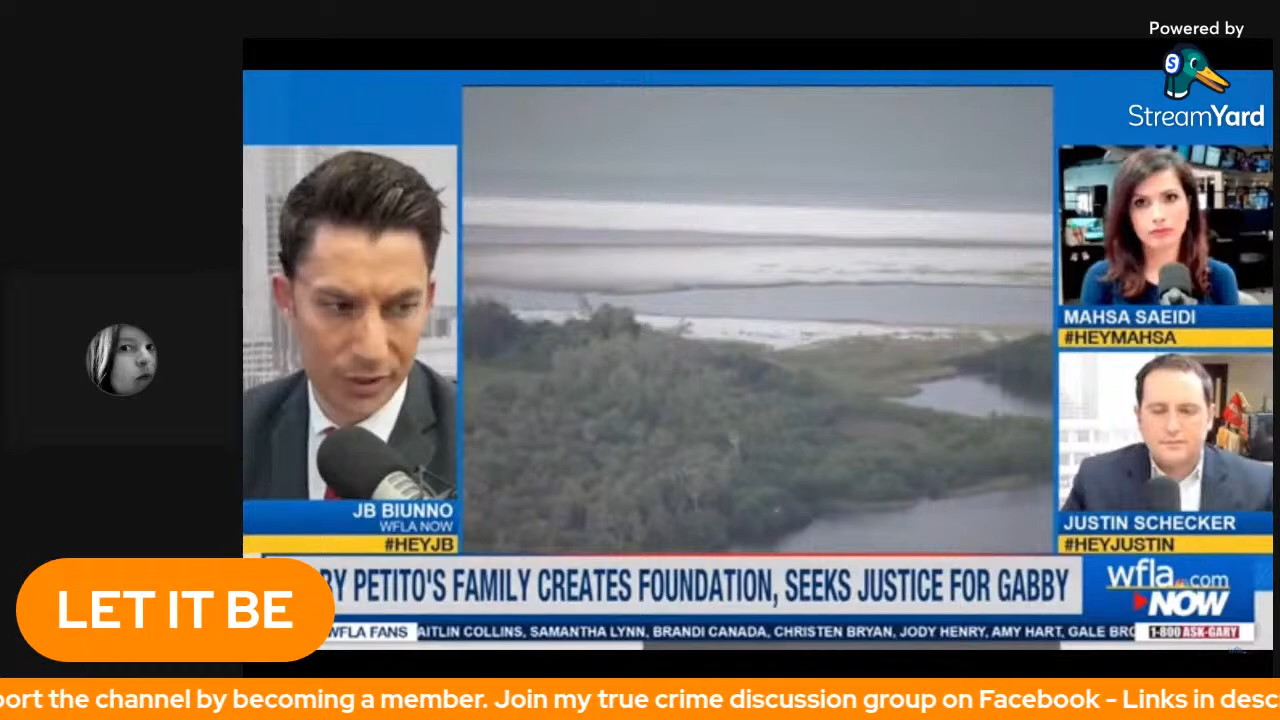 Powered by
StreamYard
MAHSA SAEIDI
#HEYMAHSA
JB BIUNNO
WFLA NOW
#HEYJB
JUSTIN SCHECKER
#HEYJUSTIN
LET IT BE
RY PETITO'S FAMILY CREATES FOUNDATION, SEEKS JUSTICE FOR GABBY
wfla.com
NOW
WFLA FANS AITLIN COLLINS, SAMANTHA LYNN, BRANDI CANADA, CHRISTEN BRYAN, JODY HENRY, AMY HART, GALE BRO
1-800 ASK-GARY
port the channel by becoming a member. Join my true crime discussion group on Facebook - Links in desc